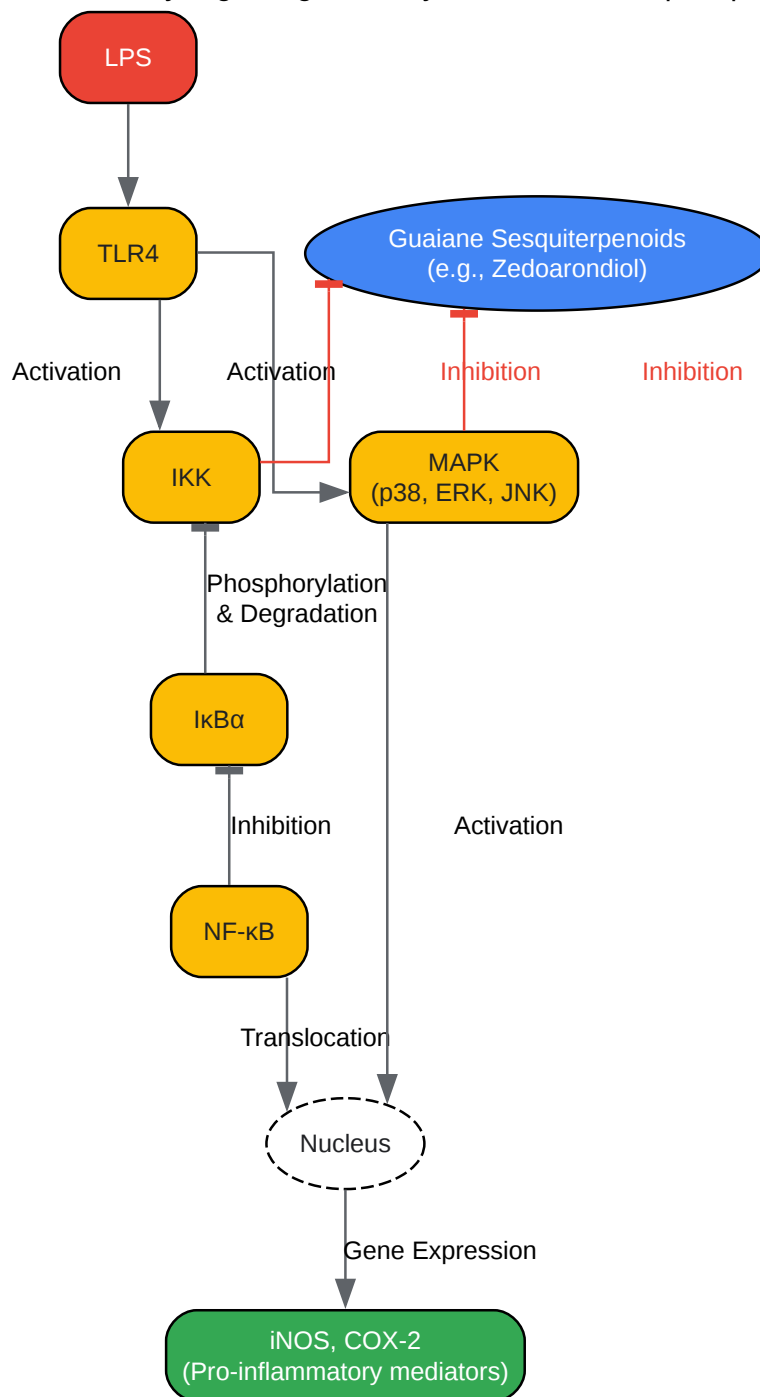 LPS
TLR4
Guaiane Sesquiterpenoids
(e.g., Zedoarondiol)
Activation
Activation
Inhibition
Inhibition
IKK
MAPK
(p38, ERK, JNK)
Phosphorylation
& Degradation
IκBα
Inhibition
Activation
NF-κB
Translocation
Nucleus
Gene Expression
iNOS, COX-2
(Pro-inflammatory mediators)